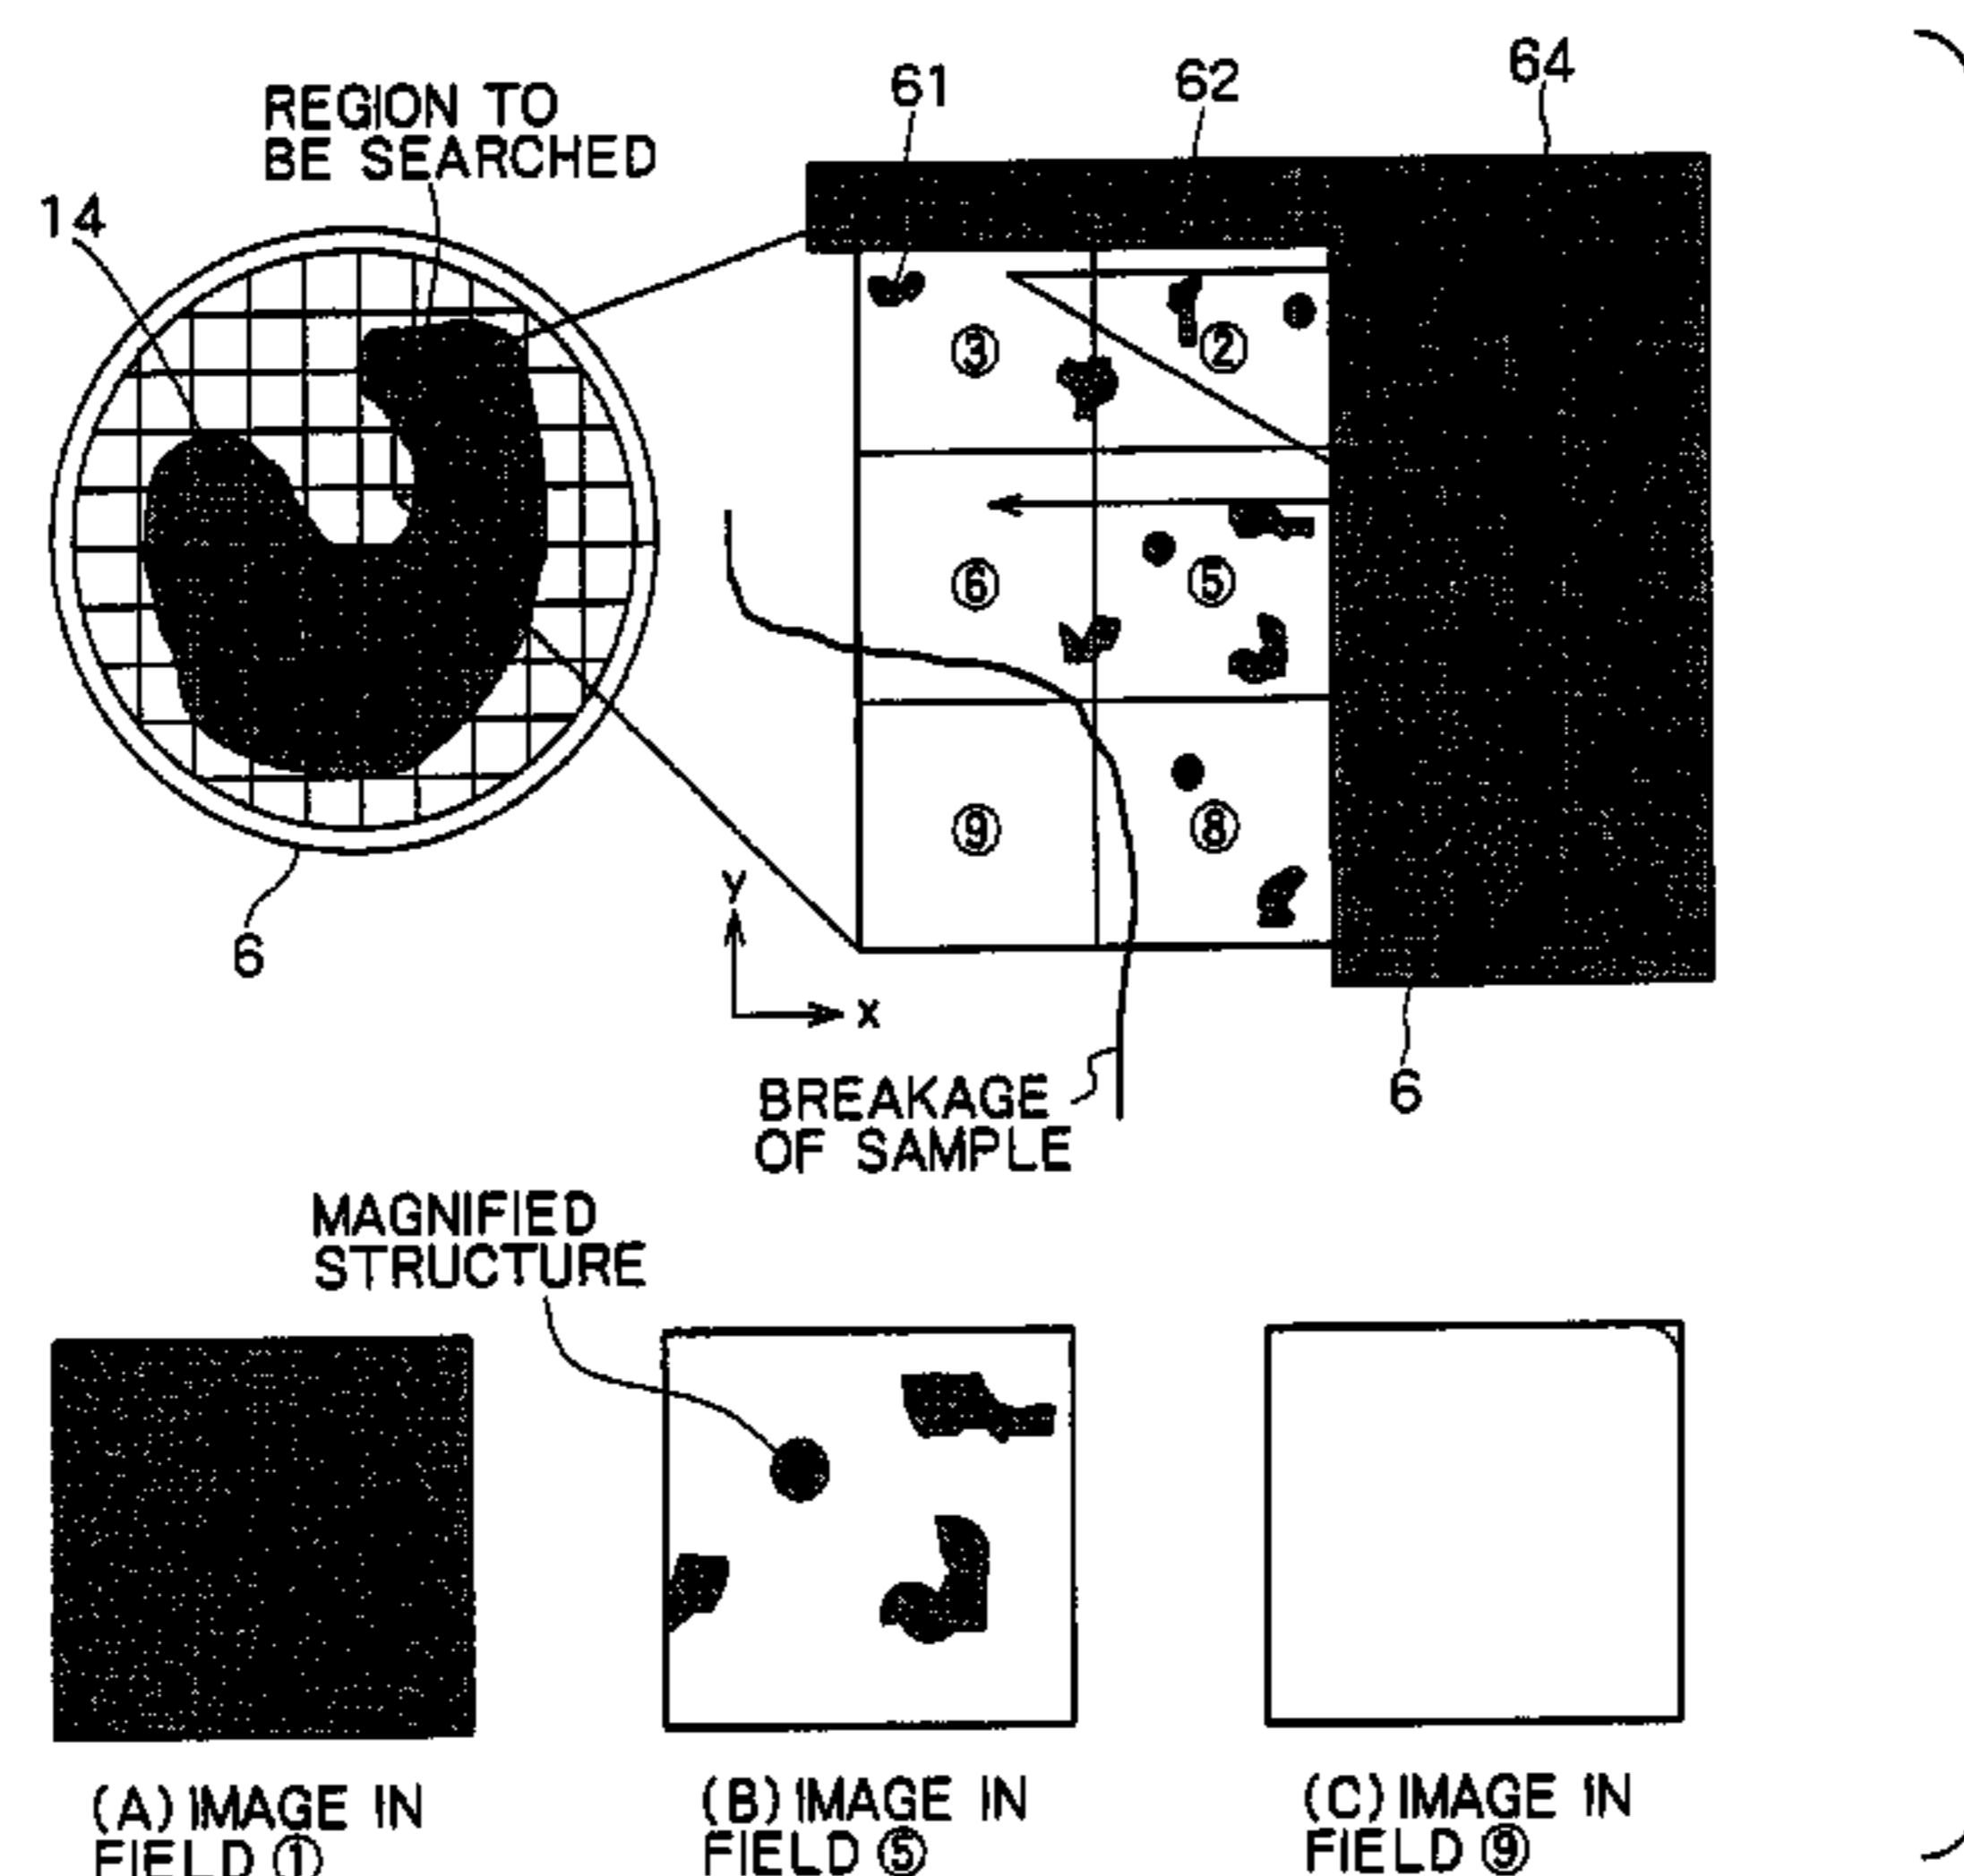 61
62
64
REGION TO
BE SEARCHED
14
③
②
⑥
⑤
⑨
⑧
6
y
x
6
BREAKAGE
OF SAMPLE
MAGNIFIED
STRUCTURE
(A) IMAGE IN
FIELD ①
(B) IMAGE IN
FIELD ⑤
(C) IMAGE IN
FIELD ⑨